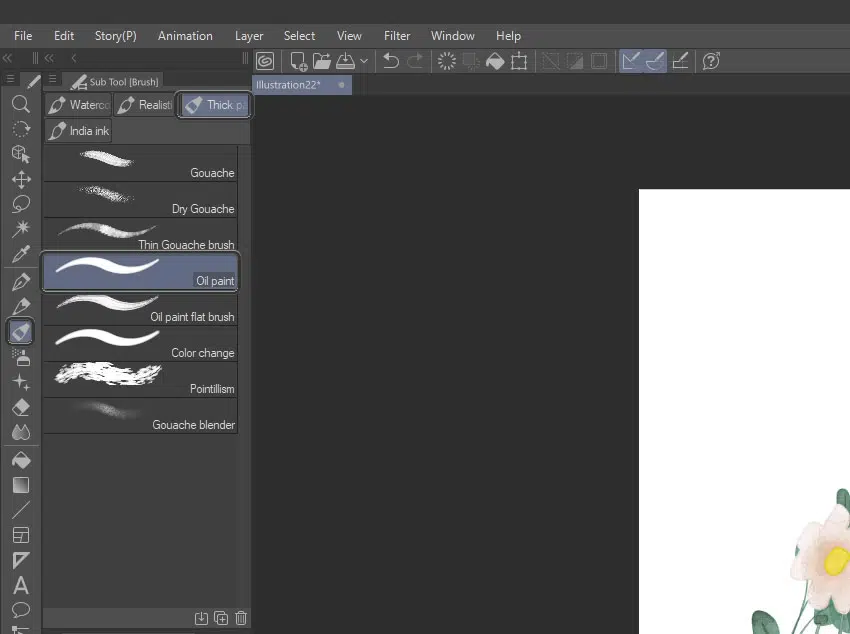 File Edit Story(P) Animation Layer Select View Filter Window Help
Sub Tool [Brush]
Illustration22*
Waterco Realisti Thick pa
India ink
Gouache
Dry Gouache
Thin Gouache brush
Oil paint
Oil paint flat brush
Color change
Pointillism
Gouache blender
A